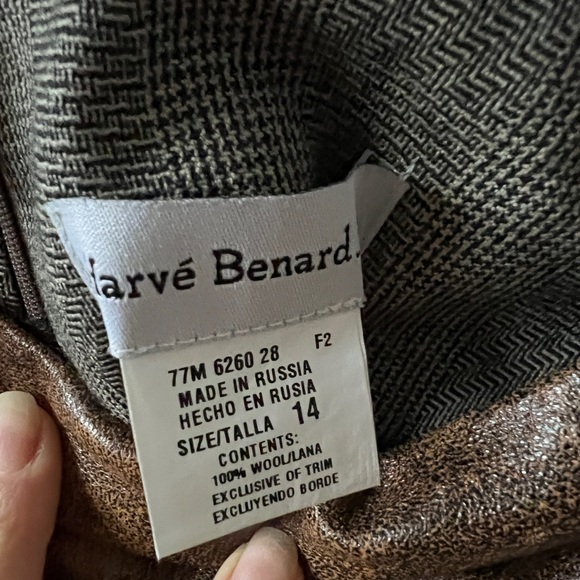 Harvé Benard
77M 6260 28 F2
MADE IN RUSSIA
HECHO EN RUSIA
SIZE/TALLA 14
CONTENTS:
100% WOOL/LANA
EXCLUSIVE OF TRIM
EXCLUYENDO BORDE